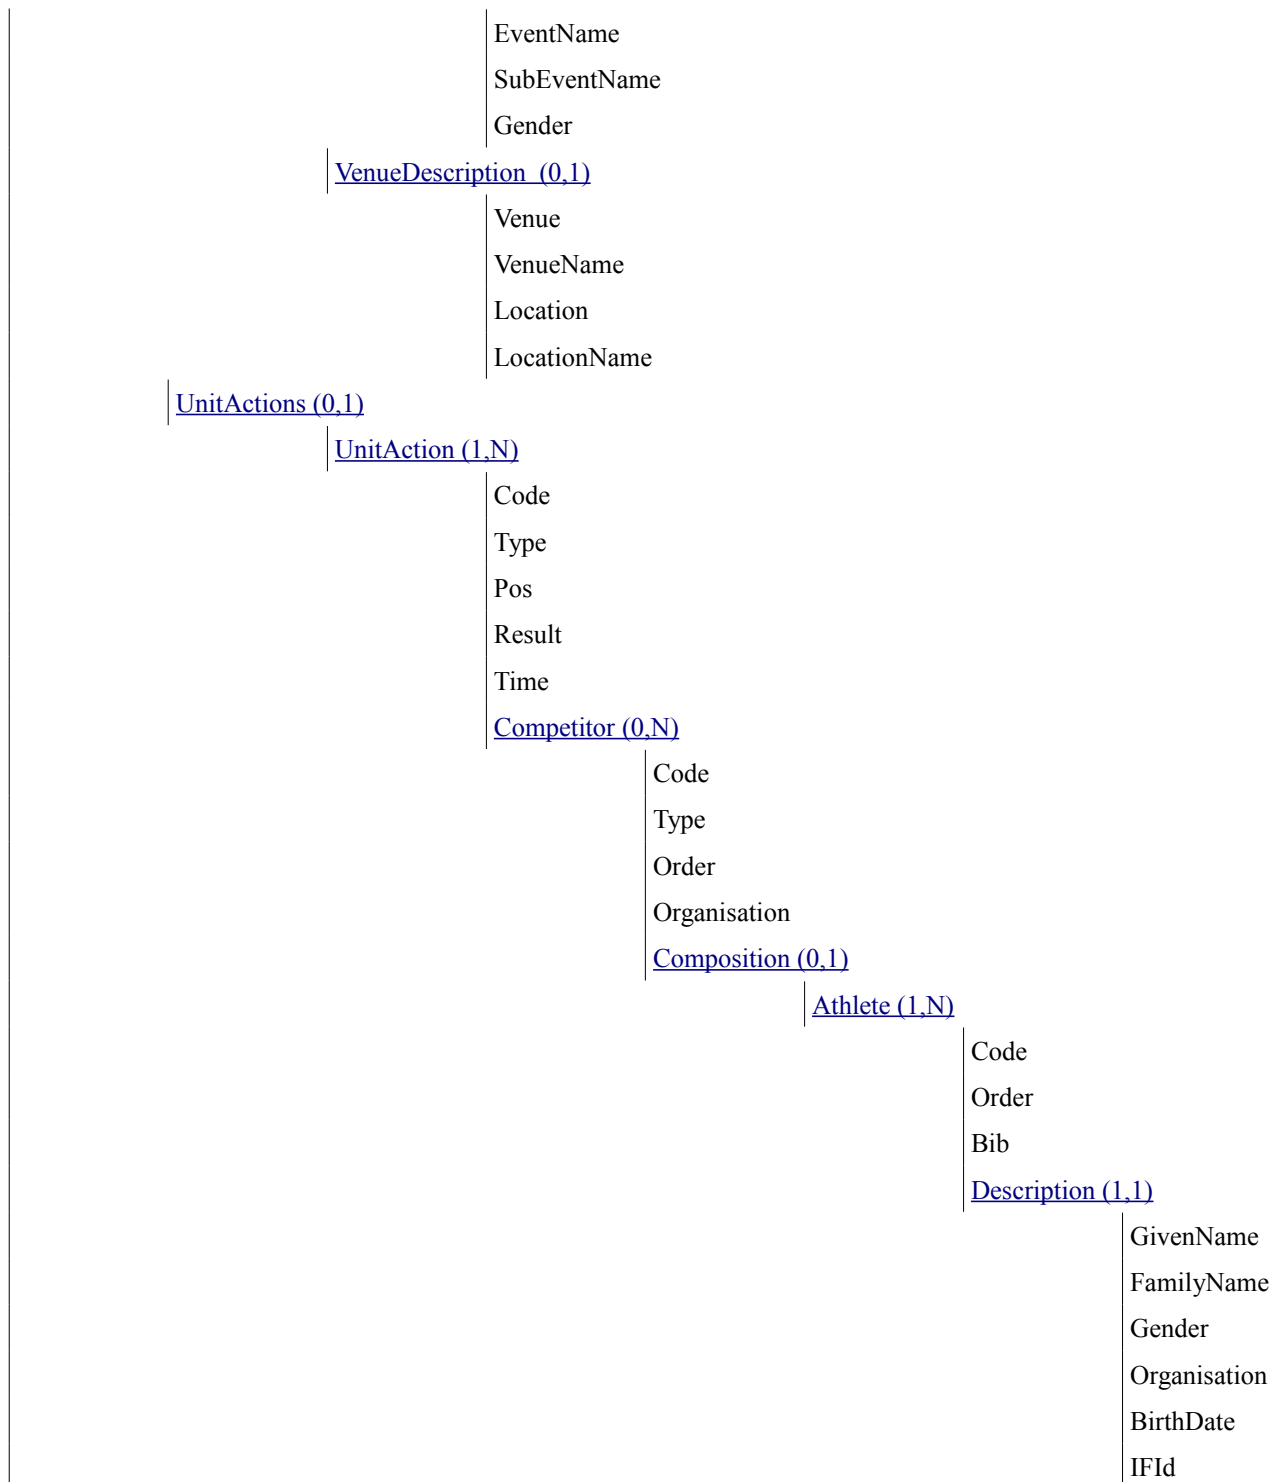 EventName
SubEventName
Gender
VenueDescription  (0,1)
Venue
VenueName
Location
LocationName
UnitActions (0,1)
UnitAction (1,N)
Code
Type
Pos
Result
Time
Competitor (0,N)
Code
Type
Order
Organisation
Composition (0,1)
Athlete (1,N)
Code
Order
Bib
Description (1,1)
GivenName
FamilyName
Gender
Organisation
BirthDate
IFId